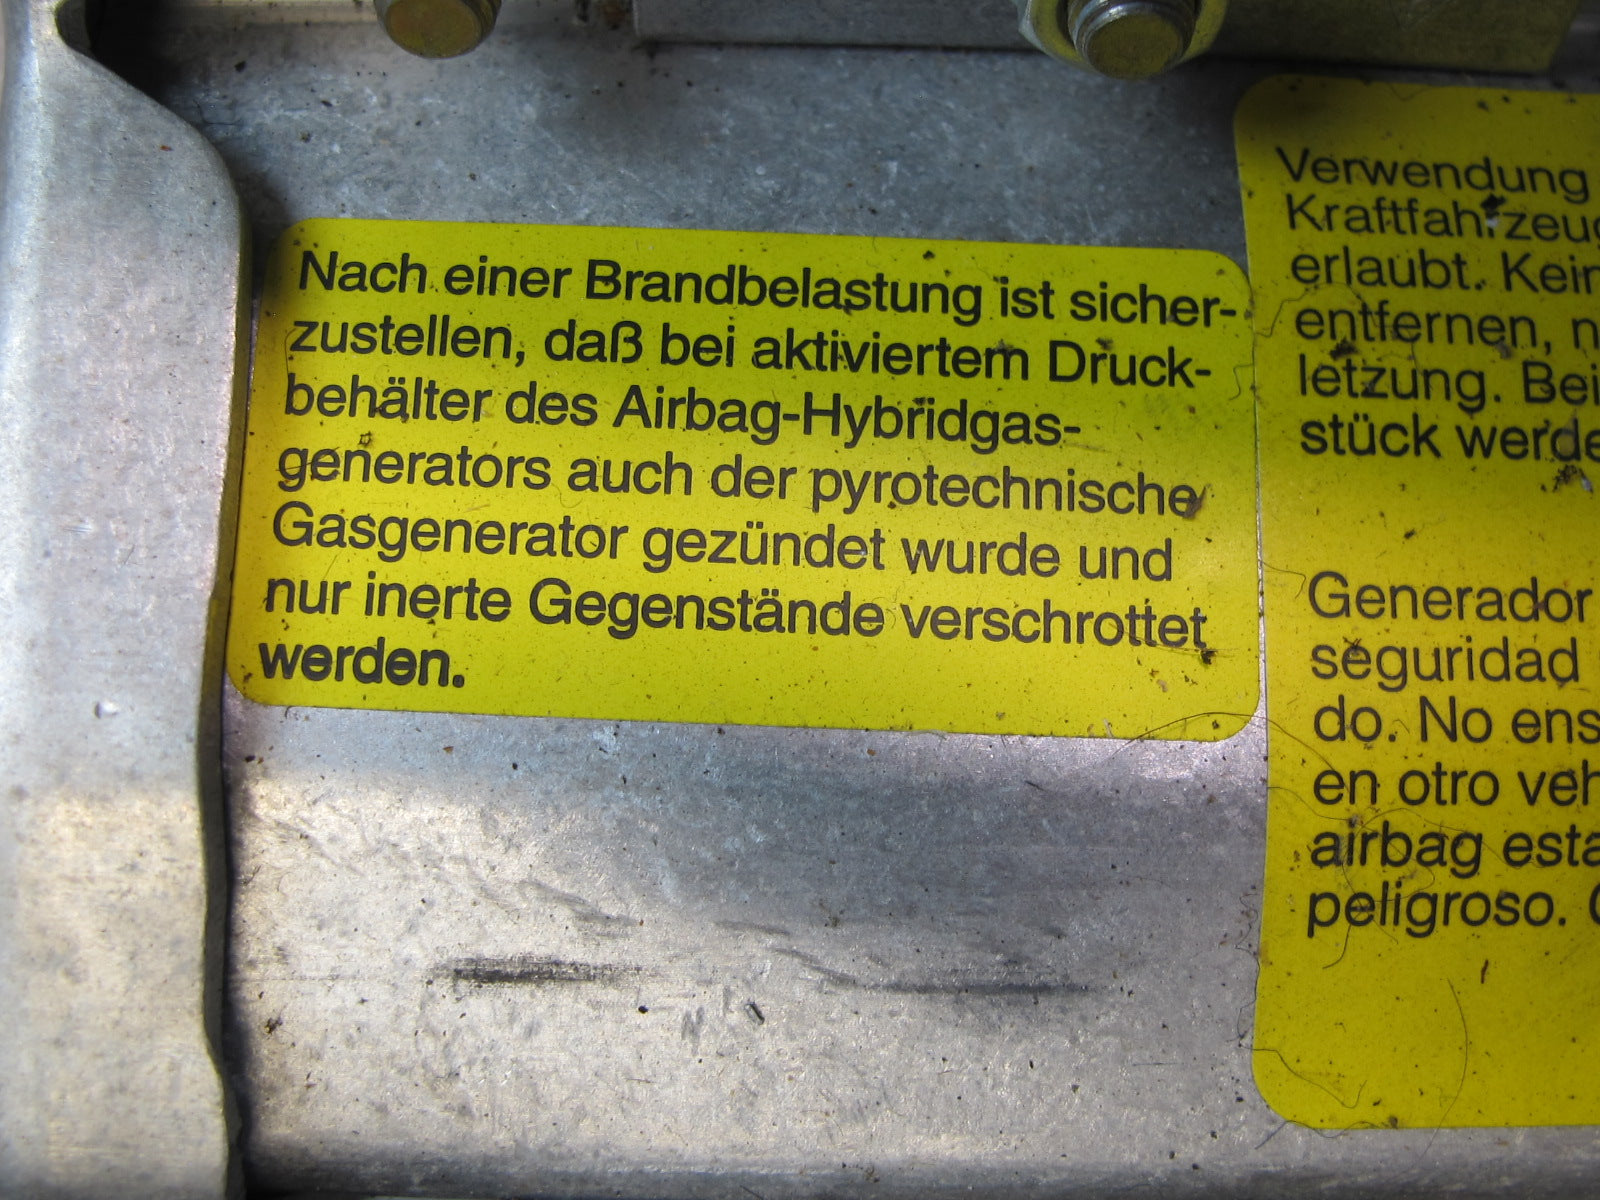 Nach einer Brandbelastung ist sicher-
zustellen, daß bei aktiviertem Druck-
behälter des Airbag-Hybridgas-
generators auch der pyrotechnische
Gasgenerator gezündet wurde und
nur inerte Gegenstände verschrottet
werden.
Verwendung
Kraftfahrzeug
erlaubt. Kein
entfernen, n
letzung. Bei
stück werde
Generador
seguridad
do. No ens
en otro veh
airbag esta
peligroso.